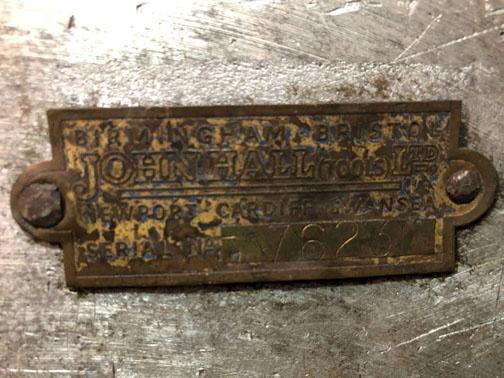 BIRMINGHAM BRISTOL
JOHN HALL (TOOLS) LTD
NEWPORT CARDIFF SWANSEA
SERIAL No